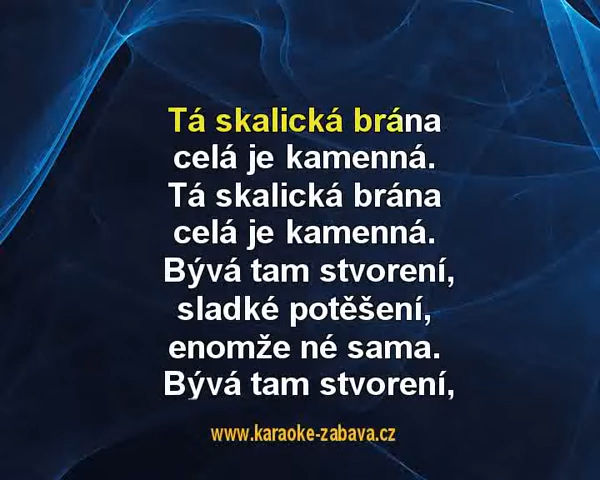 Tá skalická brána
celá je kamenná.
Tá skalická brána
celá je kamenná.
Bývá tam stvorení,
sladké potěšení,
enomže né sama.
Bývá tam stvorení,
www.karaoke-zabava.cz